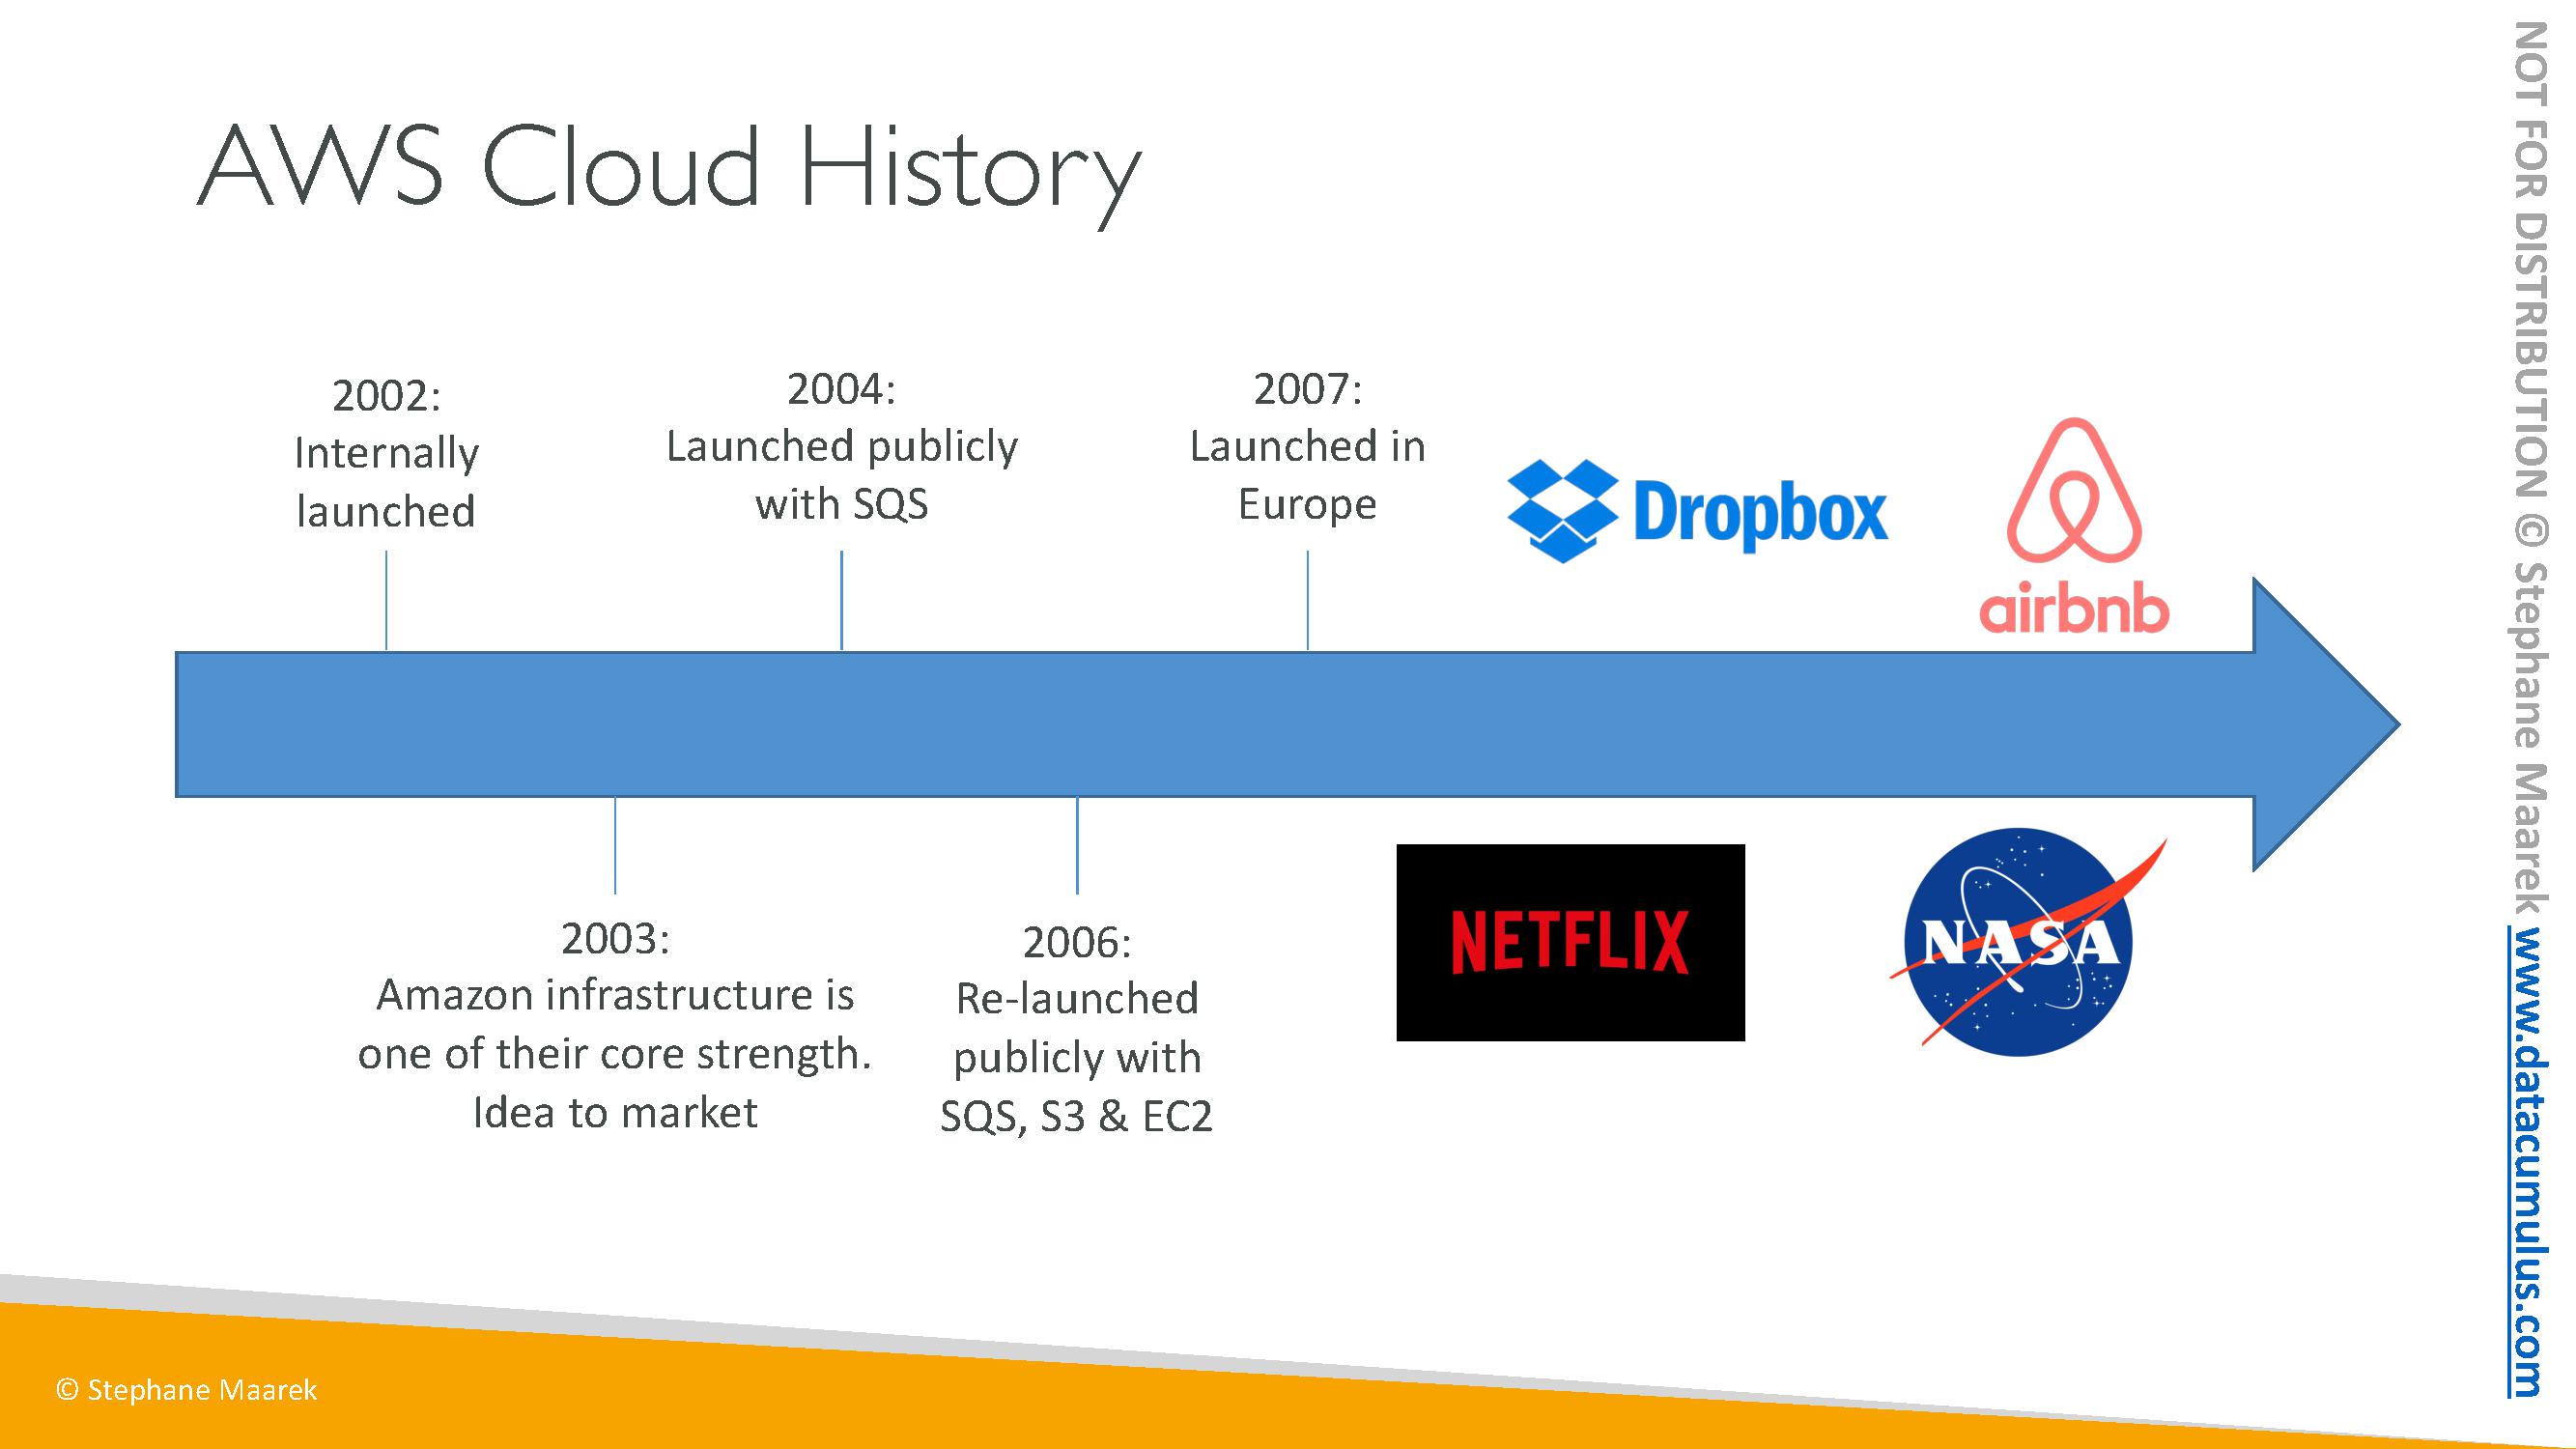 AWS Cloud History
2002:
Internally
launched
2004:
Launched publicly
with SQS
2007:
Launched in
Europe
Dropbox
airbnb
2003:
Amazon infrastructure is
one of their core strength.
Idea to market
2006:
Re-launched
publicly with
SQS, S3 & EC2
NETFLIX
NASA
© Stephane Maarek
NOT FOR DISTRIBUTION © Stephane Maarek www.datacumulus.com